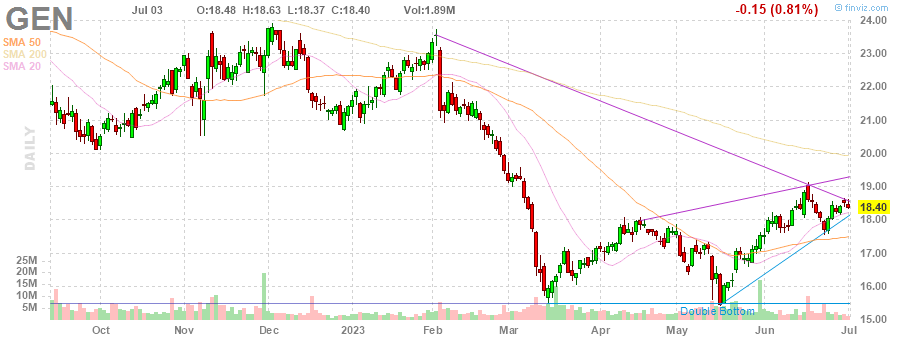 GEN Jul 03 O:18.48 H:18.63 L:18.37 C:18.40 Vol:1.89M -0.15 (0.81%) @ finviz.com
SMA 50
SMA 200
SMA 20
DAILY
24.00
23.00
22.00
21.00
20.00
19.00
18.40
18.00
17.00
16.00
15.00
25M
20M
15M
10M
5M
Double Bottom
Oct Nov Dec 2023 Feb Mar Apr May Jun Jul